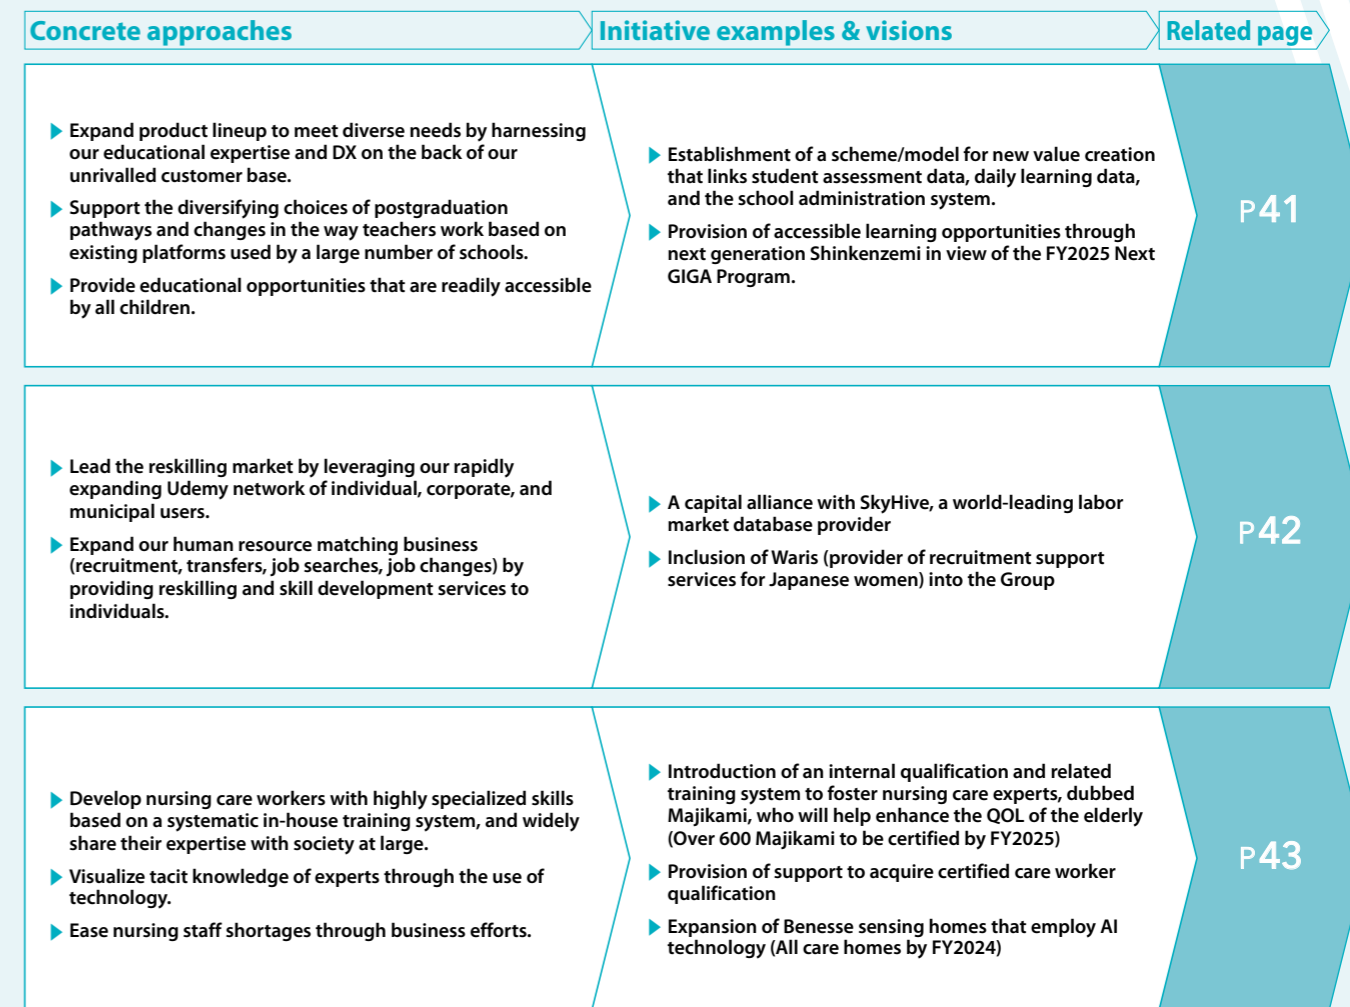 Concrete approaches
Initiative examples & visions
Related page
Expand product lineup to meet diverse needs by harnessing
our educational expertise and DX on the back of our
unrivalled customer base.
Support the diversifying choices of postgraduation
pathways and changes in the way teachers work based on
existing platforms used by a large number of schools.
Provide educational opportunities that are readily accessible
by all children.
Establishment of a scheme/model for new value creation
that links student assessment data, daily learning data,
and the school administration system.
Provision of accessible learning opportunities through
next generation Shinkenzemi in view of the FY2025 Next
GIGA Program.
P41
Lead the reskilling market by leveraging our rapidly
expanding Udemy network of individual, corporate, and
municipal users.
Expand our human resource matching business
(recruitment, transfers, job searches, job changes) by
providing reskilling and skill development services to
individuals.
A capital alliance with SkyHive, a world-leading labor
market database provider
Inclusion of Waris (provider of recruitment support
services for Japanese women) into the Group
P42
Develop nursing care workers with highly specialized skills
based on a systematic in-house training system, and widely
share their expertise with society at large.
Visualize tacit knowledge of experts through the use of
technology.
Ease nursing staff shortages through business efforts.
Introduction of an internal qualification and related
training system to foster nursing care experts, dubbed
Majikami, who will help enhance the QOL of the elderly
(Over 600 Majikami to be certified by FY2025)
Provision of support to acquire certified care worker
qualification
Expansion of Benesse sensing homes that employ AI
technology (All care homes by FY2024)
P43